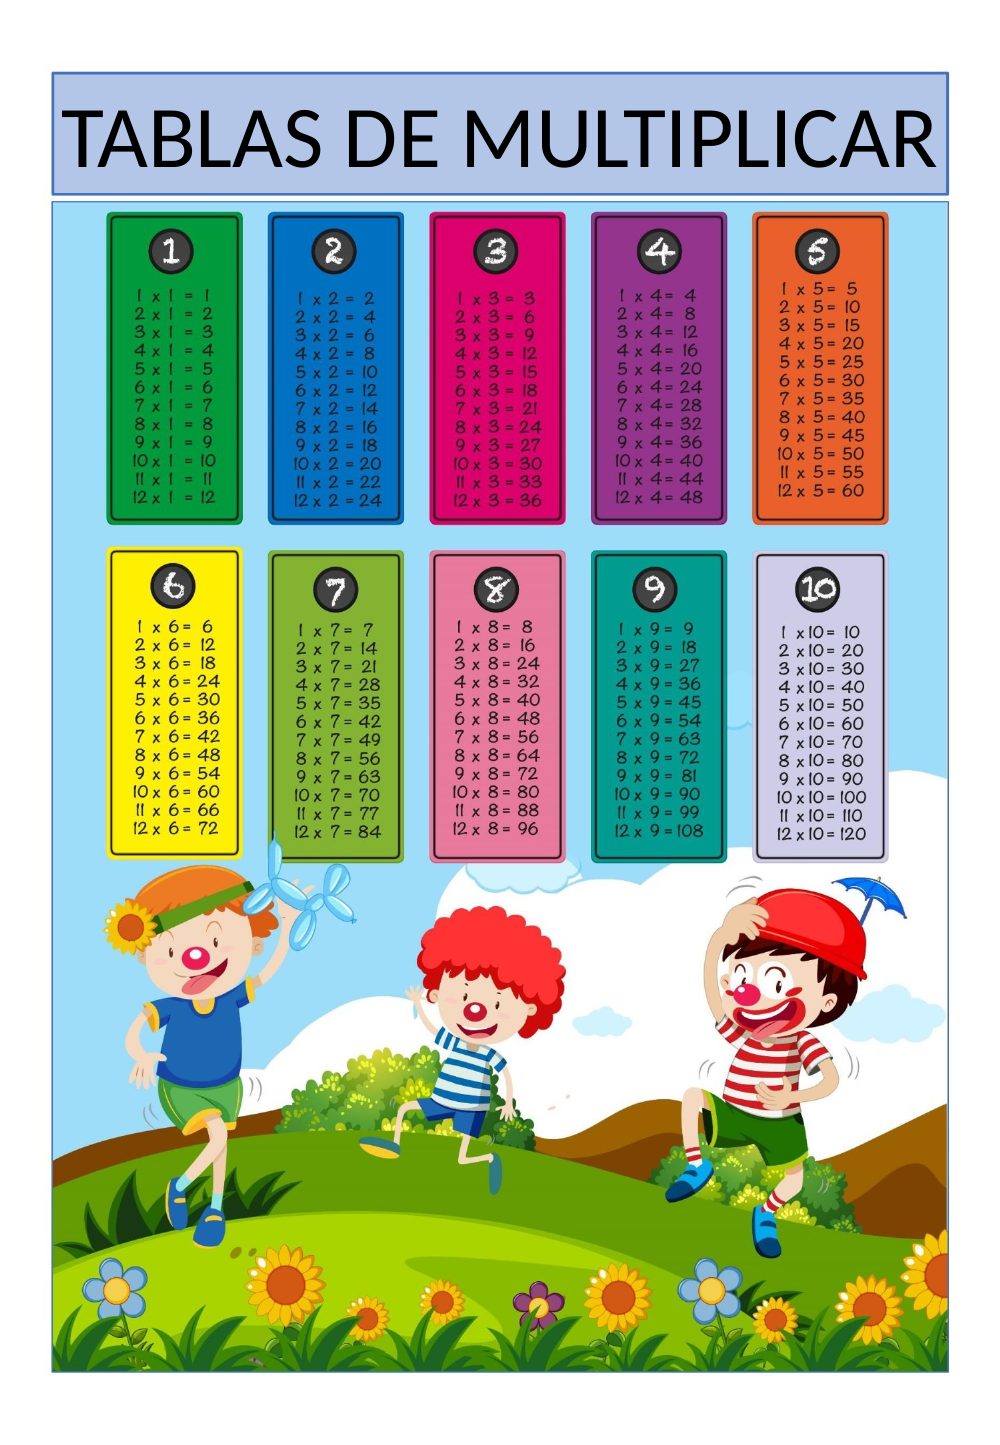 TABLAS DE MULTIPLICAR
1
1 x 1 = 1
2 x 1 = 2
3 x 1 = 3
4 x 1 = 4
5 x 1 = 5
6 x 1 = 6
7 x 1 = 7
8 x 1 = 8
9 x 1 = 9
10 x 1 = 10
11 x 1 = 11
12 x 1 = 12
2
1 x 2 = 2
2 x 2 = 4
3 x 2 = 6
4 x 2 = 8
5 x 2 = 10
6 x 2 = 12
7 x 2 = 14
8 x 2 = 16
9 x 2 = 18
10 x 2 = 20
11 x 2 = 22
12 x 2 = 24
3
1 x 3 = 3
2 x 3 = 6
3 x 3 = 9
4 x 3 = 12
5 x 3 = 15
6 x 3 = 18
7 x 3 = 21
8 x 3 = 24
9 x 3 = 27
10 x 3 = 30
11 x 3 = 33
12 x 3 = 36
4
1 x 4 = 4
2 x 4 = 8
3 x 4 = 12
4 x 4 = 16
5 x 4 = 20
6 x 4 = 24
7 x 4 = 28
8 x 4 = 32
9 x 4 = 36
10 x 4 = 40
11 x 4 = 44
12 x 4 = 48
5
1 x 5 = 5
2 x 5 = 10
3 x 5 = 15
4 x 5 = 20
5 x 5 = 25
6 x 5 = 30
7 x 5 = 35
8 x 5 = 40
9 x 5 = 45
10 x 5 = 50
11 x 5 = 55
12 x 5 = 60
6
1 x 6 = 6
2 x 6 = 12
3 x 6 = 18
4 x 6 = 24
5 x 6 = 30
6 x 6 = 36
7 x 6 = 42
8 x 6 = 48
9 x 6 = 54
10 x 6 = 60
11 x 6 = 66
12 x 6 = 72
7
1 x 7 = 7
2 x 7 = 14
3 x 7 = 21
4 x 7 = 28
5 x 7 = 35
6 x 7 = 42
7 x 7 = 49
8 x 7 = 56
9 x 7 = 63
10 x 7 = 70
11 x 7 = 77
12 x 7 = 84
8
1 x 8 = 8
2 x 8 = 16
3 x 8 = 24
4 x 8 = 32
5 x 8 = 40
6 x 8 = 48
7 x 8 = 56
8 x 8 = 64
9 x 8 = 72
10 x 8 = 80
11 x 8 = 88
12 x 8 = 96
9
1 x 9 = 9
2 x 9 = 18
3 x 9 = 27
4 x 9 = 36
5 x 9 = 45
6 x 9 = 54
7 x 9 = 63
8 x 9 = 72
9 x 9 = 81
10 x 9 = 90
11 x 9 = 99
12 x 9 = 108
10
1 x 10 = 10
2 x 10 = 20
3 x 10 = 30
4 x 10 = 40
5 x 10 = 50
6 x 10 = 60
7 x 10 = 70
8 x 10 = 80
9 x 10 = 90
10 x 10 = 100
11 x 10 = 110
12 x 10 = 120